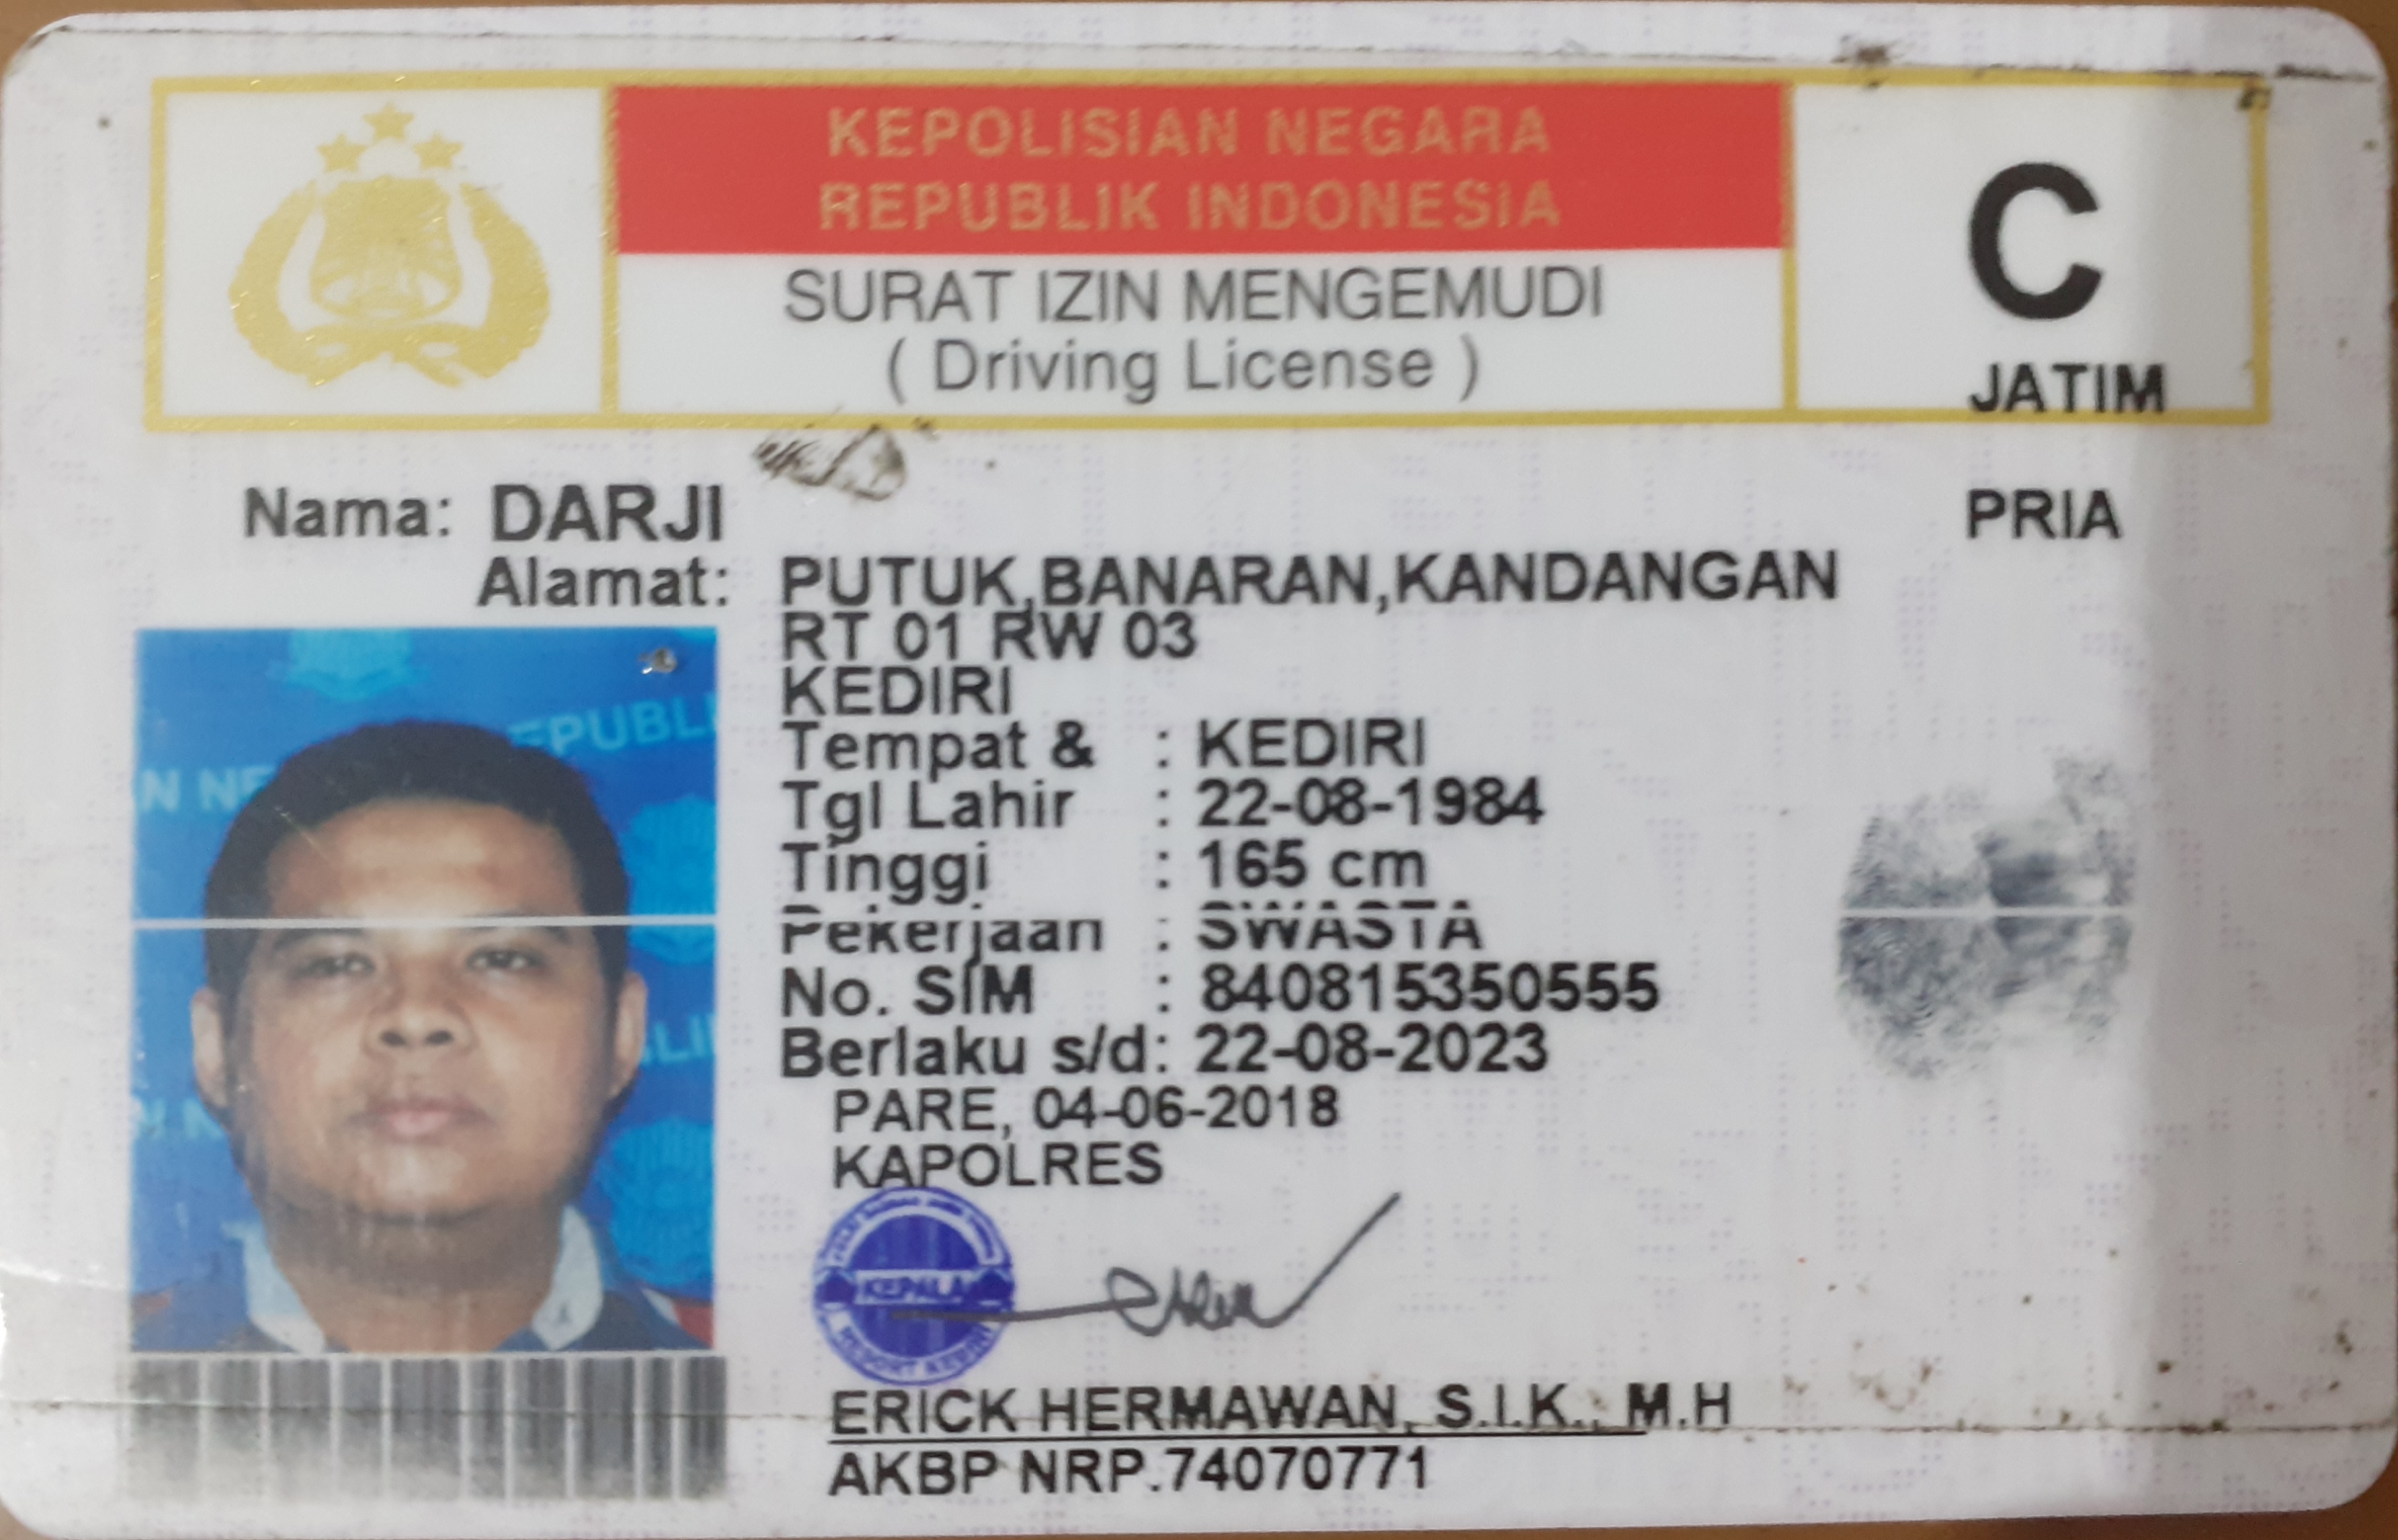 KEPOLISIAN NEGARA
REPUBLIK INDONESIA
SURAT IZIN MENGEMUDI
( Driving License )
C
JATIM
Nama: DARJI
PRIA
Alamat: PUTUK,BANARAN,KANDANGAN
RT 01 RW 03
KEDIRI
Tempat & : KEDIRI
Tgl Lahir : 22-08-1984
Tinggi : 165 cm
Pekerjaan : SWASTA
No. SIM : 840815350555
Berlaku s/d: 22-08-2023
PARE, 04-06-2018
KAPOLRES
KEPALA
ERICK HERMAWAN, S.I.K., M.H
AKBP NRP.74070771